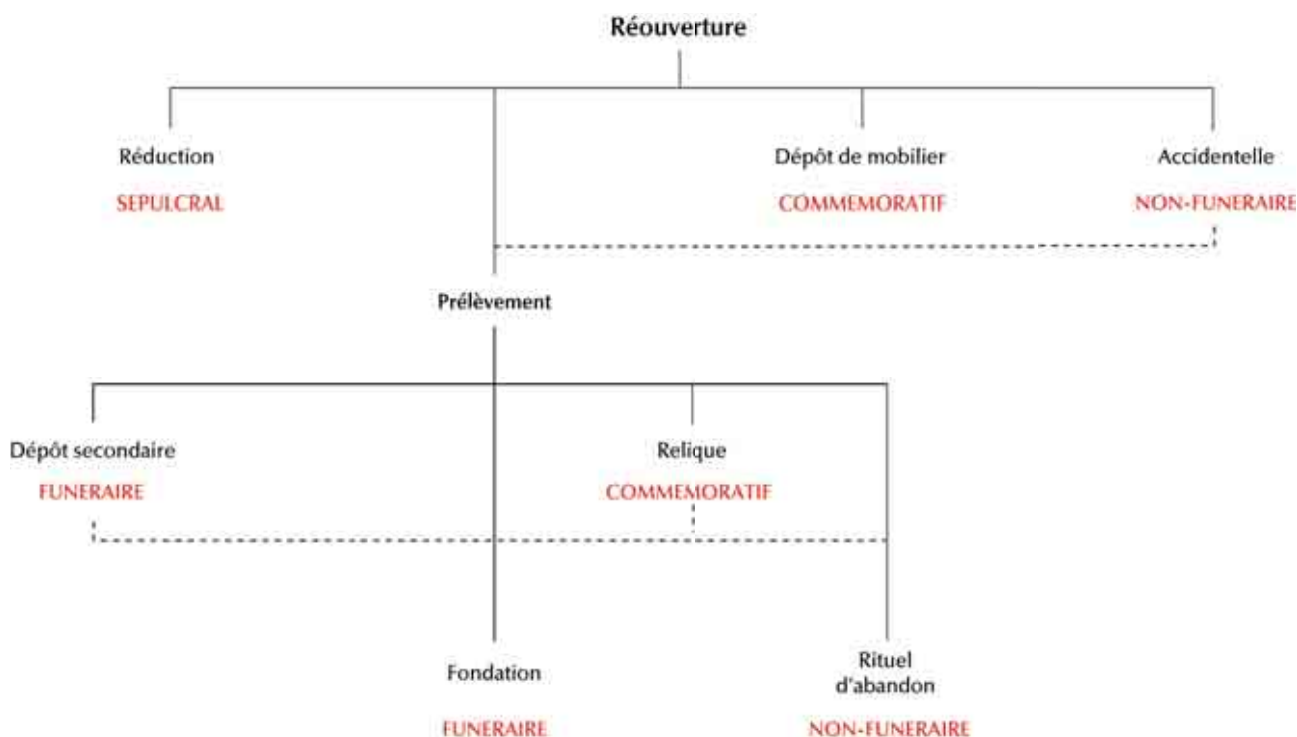 Réouverture
Réduction
Dépôt de mobilier
Accidentelle
SEPULCRAL
COMMEMORATIF
NON-FUNERAIRE
Prélèvement
Dépôt secondaire
Relique
FUNERAIRE
COMMEMORATIF
Fondation
Rituel
d'abandon
FUNERAIRE
NON-FUNERAIRE